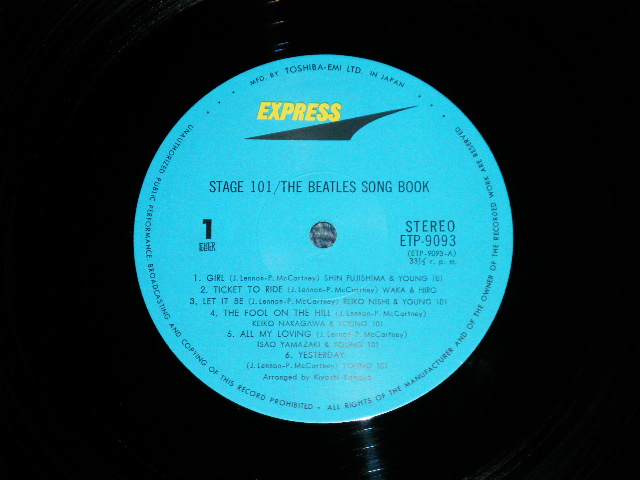 MFD. BY TOSHIBA-EMI LTD. IN JAPAN
EXPRESS
STAGE 101/THE BEATLES SONG BOOK
1
STEREO
ETP-9093
(ETP-9093-A)
33⅓ r. p. m.
1. GIRL (J. Lennon-P. McCartney) SHIN FUJISHIMA & YOUNG 101
2. TICKET TO RIDE (J. Lennon-P. McCartney) WAKA & HIRO
3. LET IT BE (J. Lennon-P. McCartney) REIKO NISHI & YOUNG 101
4. THE FOOL ON THE HILL (J. Lennon-P. McCartney)
KEIKO NAKAGAWA & YOUNG 101
5. ALL MY LOVING (J. Lennon-P. McCartney)
ISAO YAMAZAKI & YOUNG 101
6. YESTERDAY
(J. Lennon-P. McCartney) YOUNG 101
Arranged by Kiyoshi
UNAUTHORIZED PUBLIC PERFORMANCE, BROADCASTING AND COPYING OF THIS RECORD PROHIBITED • ALL RIGHTS OF THE MANUFACTURER AND OF THE OWNER OF THE RECORDED WORK ARE RESERVED